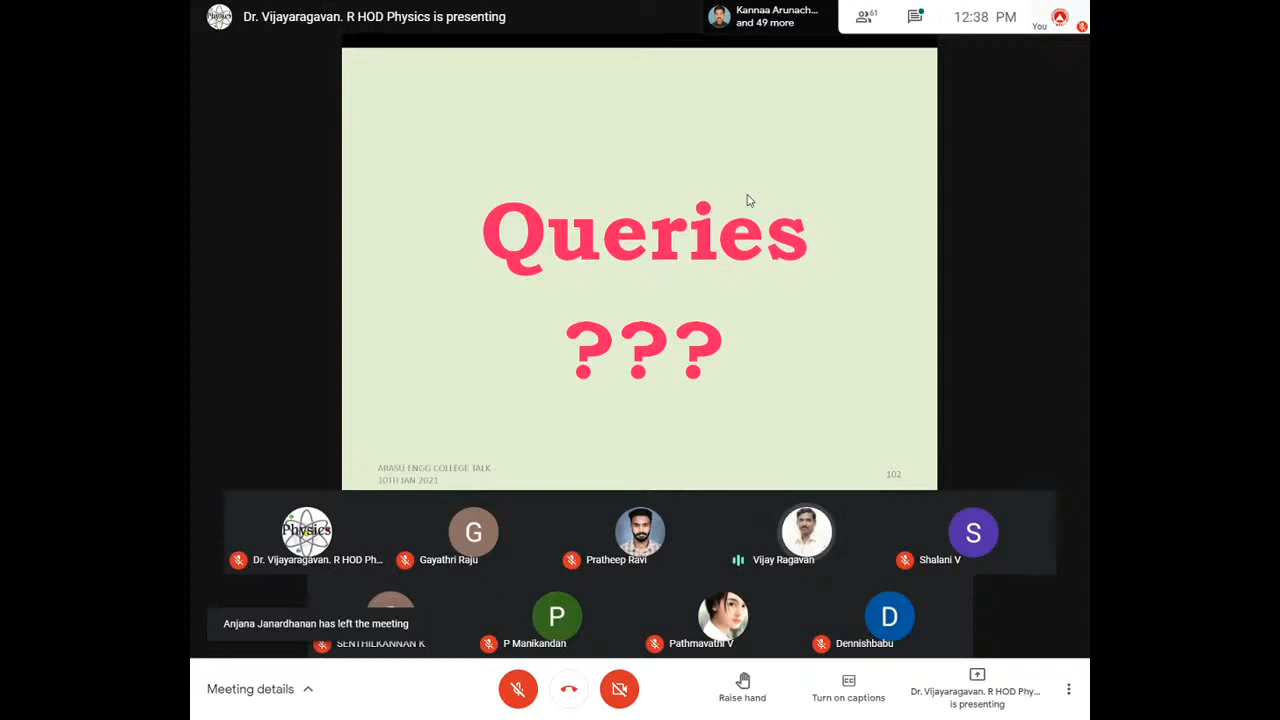 Dr. Vijayaragavan. R HOD Physics is presenting
Kannaa Arunach...
and 49 more
61
12:38 PM
You
Queries
???
ARASU ENGG COLLEGE TALK -
30TH JAN 2021
102
Physics
Dr. Vijayaragavan. R HOD Ph...
G
Gayathri Raju
Pratheep Ravi
Vijay Ragavan
S
Shalani V
Anjana Janardhanan has left the meeting
SENTHILKANNAN K
P
P Manikandan
Pathmavathi V
D
Dennishbabu
Meeting details
Raise hand
Turn on captions
Dr. Vijayaragavan. R HOD Phy...
is presenting